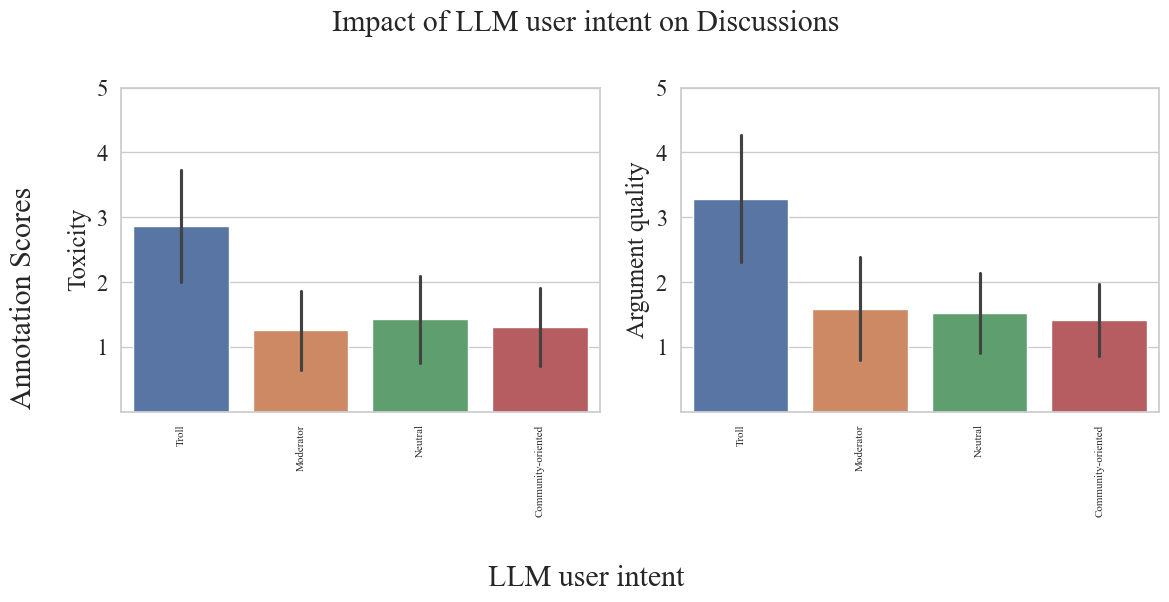 Impact of LLM user intent on Discussions
Annotation Scores
Toxicity
5
4
3
2
1
Troll
Moderator
Neutral
Community-oriented
Argument quality
5
4
3
2
1
Troll
Moderator
Neutral
Community-oriented
LLM user intent